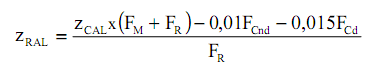 z_RAL = (z_CAL x(F_M + F_R) − 0,01F_Cnd − 0,015F_Cd) / F_R